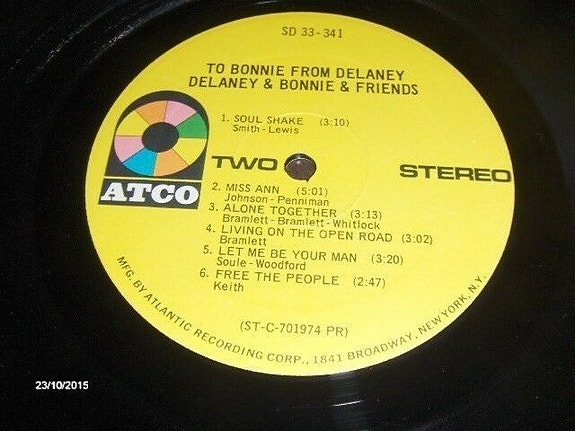 SD 33-341
TO BONNIE FROM DELANEY
DELANEY & BONNIE & FRIENDS
1. SOUL SHAKE (3:10)
Smith-Lewis
TWO
STEREO
ATCO
2. MISS ANN (5:01)
Johnson-Penniman
3. ALONE TOGETHER (3:13)
Bramlett-Bramlett-Whitlock
4. LIVING ON THE OPEN ROAD (3:02)
Bramlett
5. LET ME BE YOUR MAN (3:20)
Soule-Woodford
6. FREE THE PEOPLE (2:47)
Keith
(ST-C-701974 PR)
MFG. BY ATLANTIC RECORDING CORP., 1841 BROADWAY, NEW YORK, N.Y.
23/10/2015